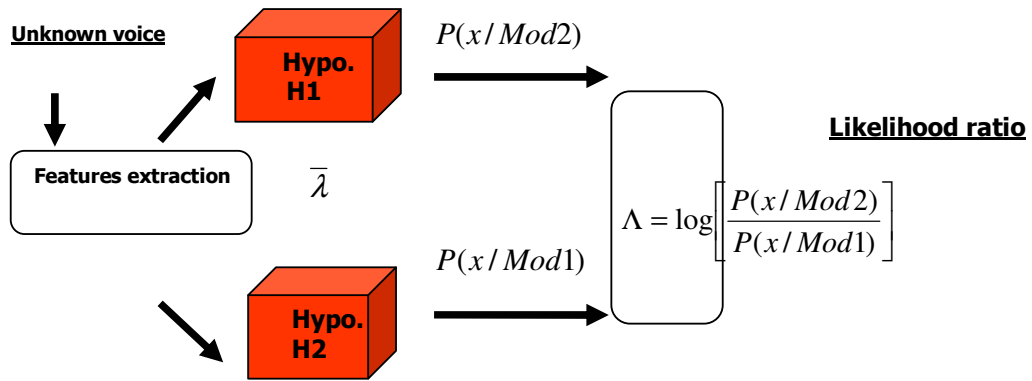 Unknown voice
P(x / Mod2)
Hypo.
H1
Likelihood ratio
Features extraction
λ̄
Λ = log[P(x / Mod2) / P(x / Mod1)]
P(x / Mod1)
Hypo.
H2